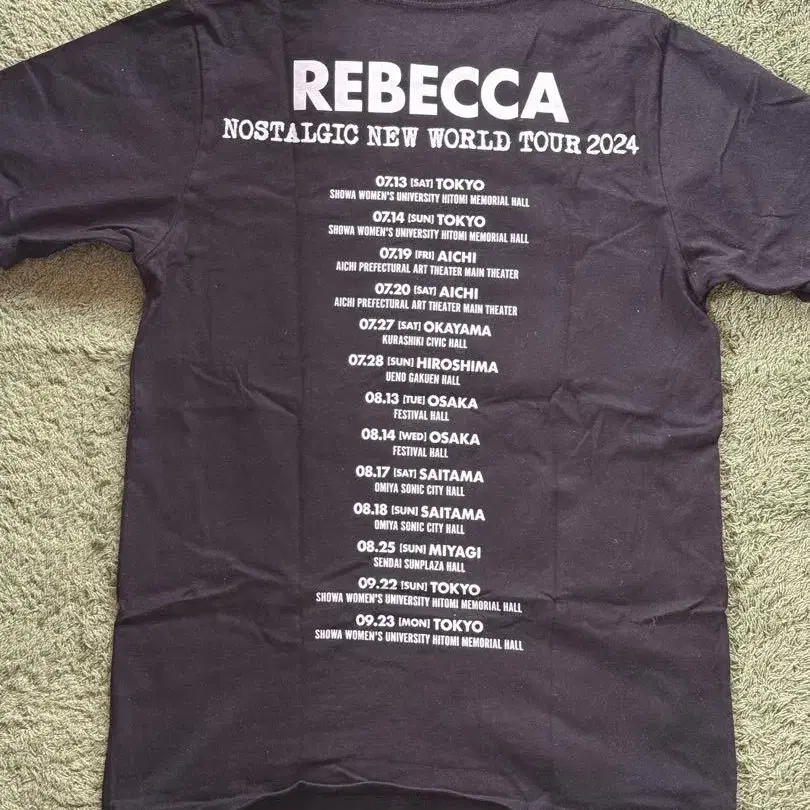 REBECCA
NOSTALGIC NEW WORLD TOUR 2024
07.13 [SAT] TOKYO
SHOWA WOMEN'S UNIVERSITY HITOMI MEMORIAL HALL
07.14 [SUN] TOKYO
SHOWA WOMEN'S UNIVERSITY HITOMI MEMORIAL HALL
07.19 [FRI] AICHI
AICHI PREFECTURAL ART THEATER MAIN THEATER
07.20 [SAT] AICHI
AICHI PREFECTURAL ART THEATER MAIN THEATER
07.27 [SAT] OKAYAMA
KURASHIKI CIVIC HALL
07.28 [SUN] HIROSHIMA
UENO GAKUEN HALL
08.13 [TUE] OSAKA
FESTIVAL HALL
08.14 [WED] OSAKA
FESTIVAL HALL
08.17 [SAT] SAITAMA
OMIYA SONIC CITY HALL
08.18 [SUN] SAITAMA
OMIYA SONIC CITY HALL
08.25 [SUN] MIYAGI
SENDAI SUNPLAZA HALL
09.22 [SUN] TOKYO
SHOWA WOMEN'S UNIVERSITY HITOMI MEMORIAL HALL
09.23 [MON] TOKYO
SHOWA WOMEN'S UNIVERSITY HITOMI MEMORIAL HALL